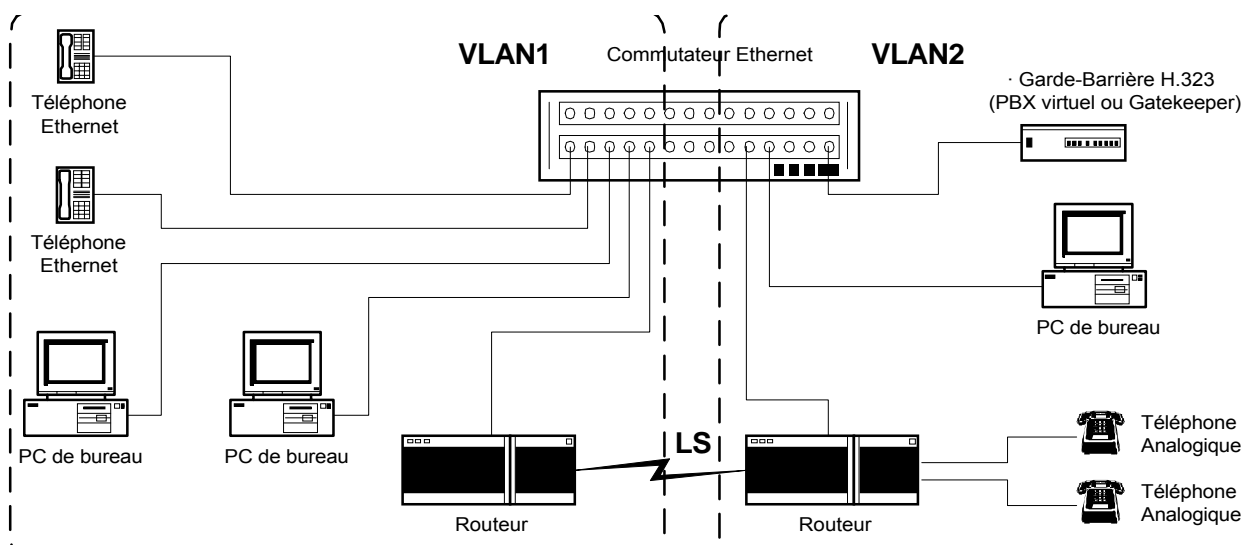 VLAN1
Commutateur Ethernet
VLAN2
· Garde-Barrière H.323
(PBX virtuel ou Gatekeeper)
Téléphone
Ethernet
Téléphone
Ethernet
PC de bureau
PC de bureau
PC de bureau
LS
Routeur
Routeur
Téléphone
Analogique
Téléphone
Analogique